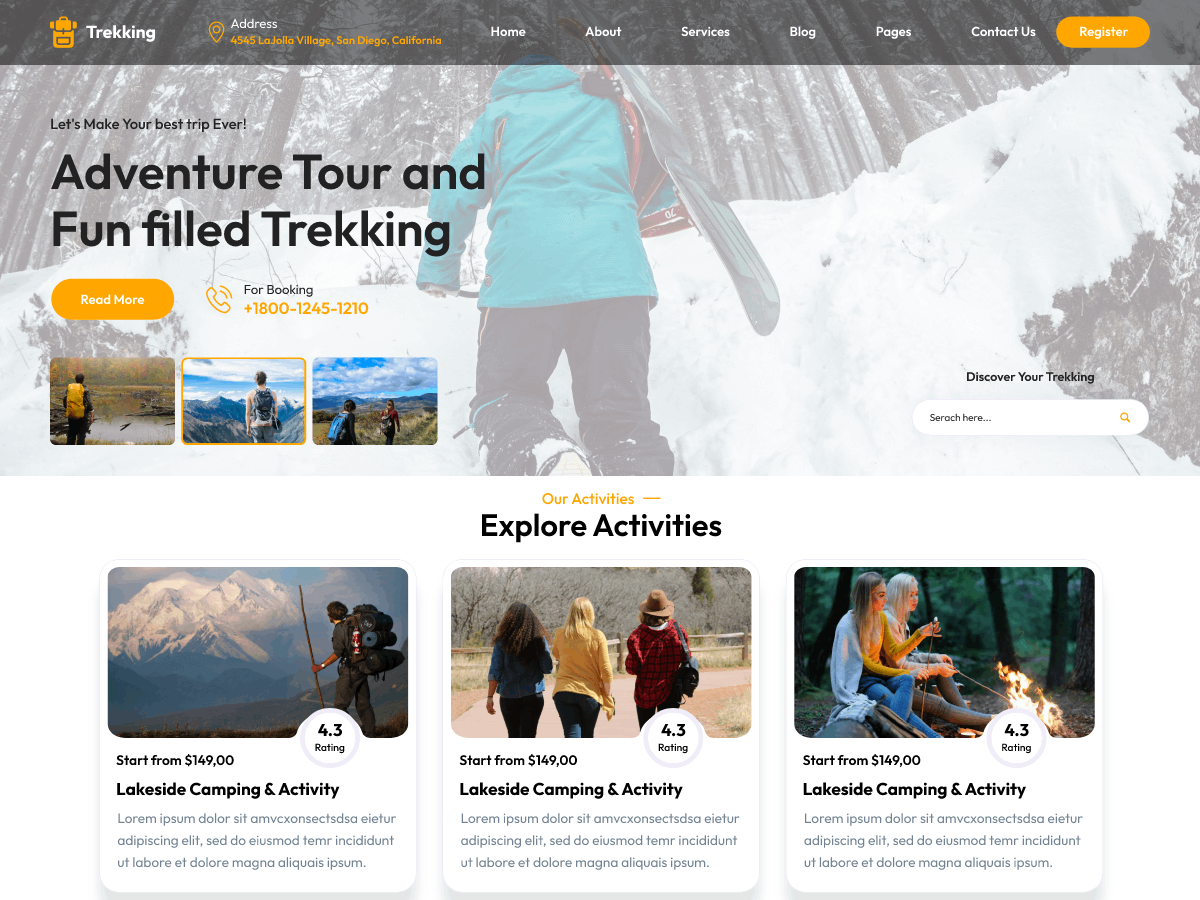 Trekking
Address
4545 LaJolla Village, San Diego, California
Home
About
Services
Blog
Pages
Contact Us
Register
Let's Make Your best trip Ever!
Adventure Tour and
Fun filled Trekking
Read More
For Booking
+1800-1245-1210
Discover Your Trekking
Serach here...
Our Activities
Explore Activities
4.3
Rating
Start from $149,00
Lakeside Camping & Activity
Lorem ipsum dolor sit amvcxonsectsdsa eietur
adipiscing elit, sed do eiusmod temr incididunt
ut labore et dolore magna aliquais ipsum.
4.3
Rating
Start from $149,00
Lakeside Camping & Activity
Lorem ipsum dolor sit amvcxonsectsdsa eietur
adipiscing elit, sed do eiusmod temr incididunt
ut labore et dolore magna aliquais ipsum.
4.3
Rating
Start from $149,00
Lakeside Camping & Activity
Lorem ipsum dolor sit amvcxonsectsdsa eietur
adipiscing elit, sed do eiusmod temr incididunt
ut labore et dolore magna aliquais ipsum.